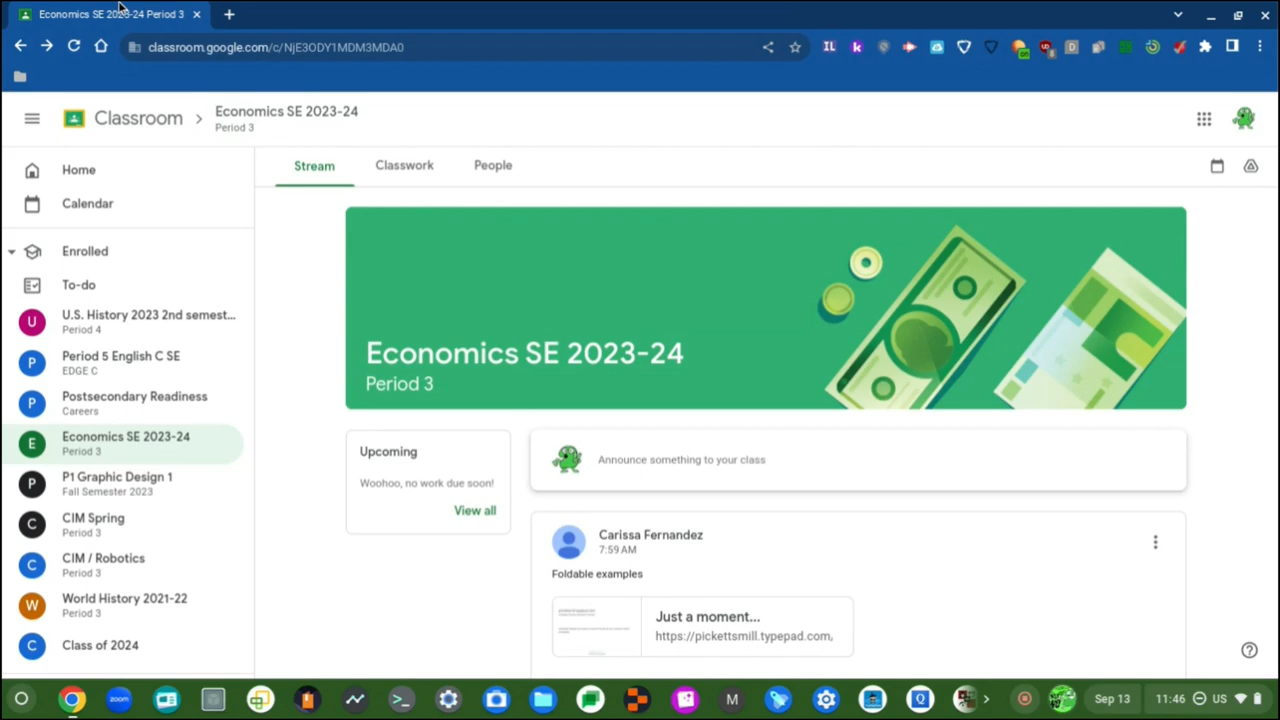 Economics SE 2023-24 Period 3
classroom.google.com/c/NjE3ODY1MDM3MDA0
Classroom
Economics SE 2023-24
Period 3
Stream
Classwork
People
Home
Calendar
Enrolled
To-do
U
U.S. History 2023 2nd semest...
Period 4
P
Period 5 English C SE
EDGE C
P
Postsecondary Readiness
Careers
E
Economics SE 2023-24
Period 3
P
P1 Graphic Design 1
Fall Semester 2023
C
CIM Spring
Period 3
C
CIM / Robotics
Period 3
W
World History 2021-22
Period 3
C
Class of 2024
Economics SE 2023-24
Period 3
Upcoming
Woohoo, no work due soon!
View all
Announce something to your class
Carissa Fernandez
7:59 AM
Foldable examples
Just a moment...
https://pickettsmill.typepad.com,
zoom
M
Q
Sep 13
11:46
US